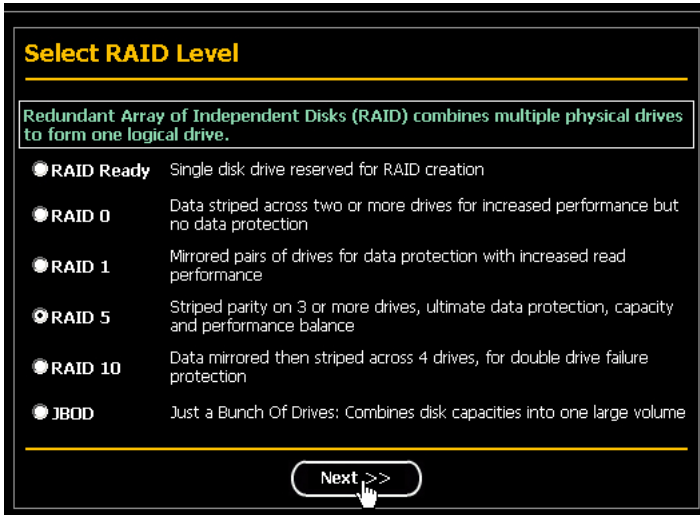 Select RAID Level
Redundant Array of Independent Disks (RAID) combines multiple physical drives
to form one logical drive.
RAID Ready Single disk drive reserved for RAID creation
RAID 0 Data striped across two or more drives for increased performance but
no data protection
RAID 1 Mirrored pairs of drives for data protection with increased read
performance
RAID 5 Striped parity on 3 or more drives, ultimate data protection, capacity
and performance balance
RAID 10 Data mirrored then striped across 4 drives, for double drive failure
protection
JBOD Just a Bunch Of Drives: Combines disk capacities into one large volume
Next >>